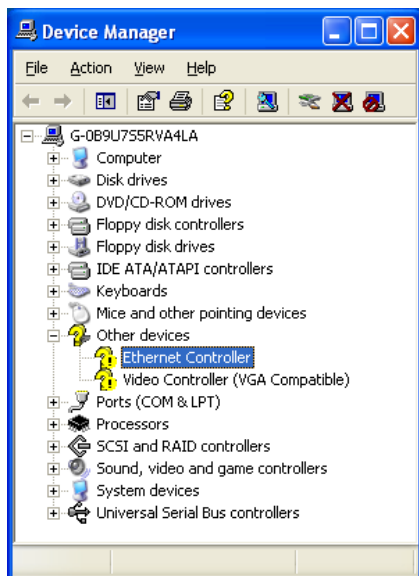 Device Manager
File Action View Help
G-0B9U7S5RVA4LA
Computer
Disk drives
DVD/CD-ROM drives
Floppy disk controllers
Floppy disk drives
IDE ATA/ATAPI controllers
Keyboards
Mice and other pointing devices
Other devices
Ethernet Controller
Video Controller (VGA Compatible)
Ports (COM & LPT)
Processors
SCSI and RAID controllers
Sound, video and game controllers
System devices
Universal Serial Bus controllers